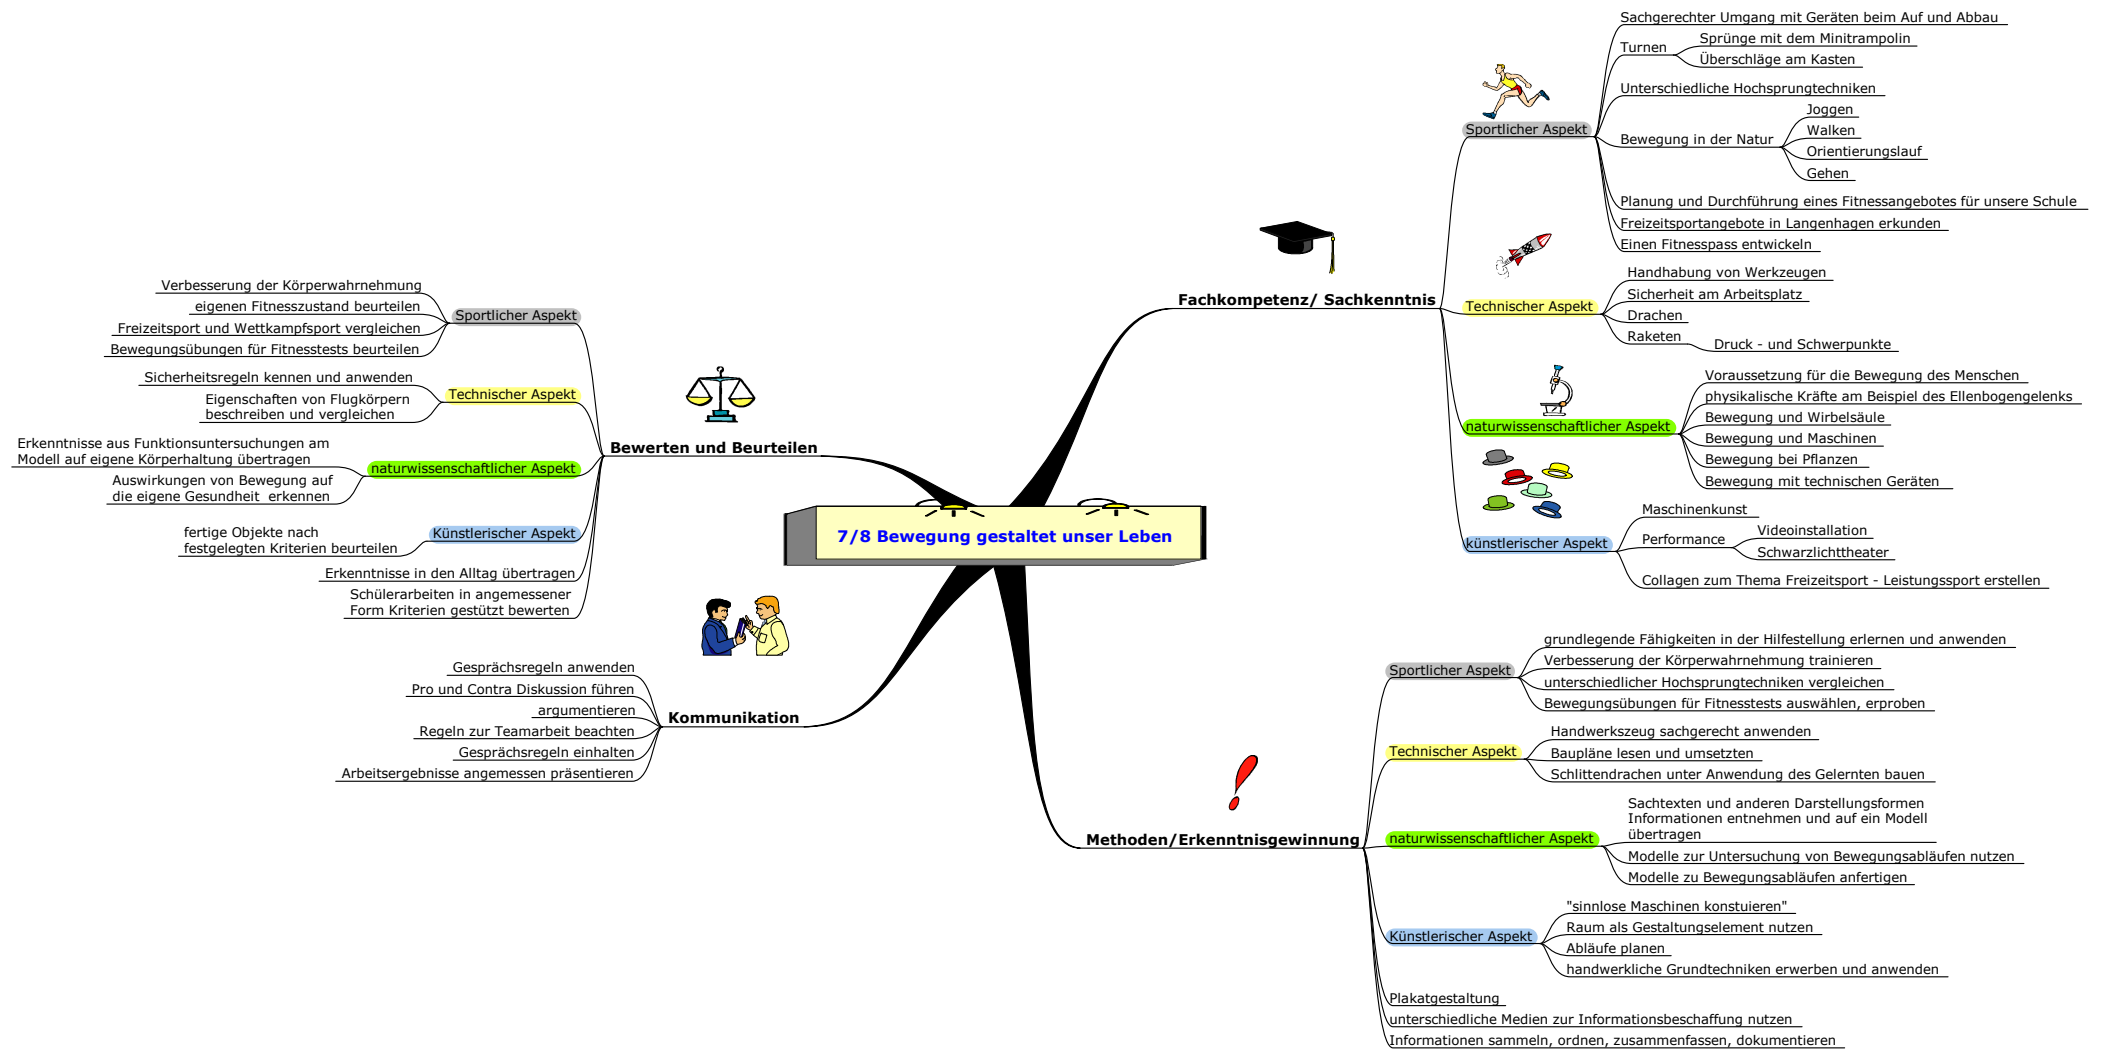 7/8 Bewegung gestaltet unser Leben
Fachkompetenz/ Sachkenntnis
Sportlicher Aspekt
Sachgerechter Umgang mit Geräten beim Auf und Abbau
Turnen
Sprünge mit dem Minitrampolin
Überschläge am Kasten
Unterschiedliche Hochsprungtechniken
Bewegung in der Natur
Joggen
Walken
Orientierungslauf
Gehen
Planung und Durchführung eines Fitnessangebotes für unsere Schule
Freizeitsportangebote in Langenhagen erkunden
Einen Fitnesspass entwickeln
Technischer Aspekt
Handhabung von Werkzeugen
Sicherheit am Arbeitsplatz
Drachen
Raketen
Druck - und Schwerpunkte
naturwissenschaftlicher Aspekt
Voraussetzung für die Bewegung des Menschen
physikalische Kräfte am Beispiel des Ellenbogengelenks
Bewegung und Wirbelsäule
Bewegung und Maschinen
Bewegung bei Pflanzen
Bewegung mit technischen Geräten
künstlerischer Aspekt
Maschinenkunst
Performance
Videoinstallation
Schwarzlichttheater
Collagen zum Thema Freizeitsport - Leistungssport erstellen
Methoden/Erkenntnisgewinnung
Sportlicher Aspekt
grundlegende Fähigkeiten in der Hilfestellung erlernen und anwenden
Verbesserung der Körperwahrnehmung trainieren
unterschiedlicher Hochsprungtechniken vergleichen
Bewegungsübungen für Fitnesstests auswählen, erproben
Technischer Aspekt
Handwerkszeug sachgerecht anwenden
Baupläne lesen und umsetzten
Schlittendrachen unter Anwendung des Gelernten bauen
naturwissenschaftlicher Aspekt
Sachtexten und anderen Darstellungsformen
Informationen entnehmen und auf ein Modell
übertragen
Modelle zur Untersuchung von Bewegungsabläufen nutzen
Modelle zu Bewegungsabläufen anfertigen
Künstlerischer Aspekt
"sinnlose Maschinen konstuieren"
Raum als Gestaltungselement nutzen
Abläufe planen
handwerkliche Grundtechniken erwerben und anwenden
Plakatgestaltung
unterschiedliche Medien zur Informationsbeschaffung nutzen
Informationen sammeln, ordnen, zusammenfassen, dokumentieren
Bewerten und Beurteilen
Sportlicher Aspekt
Verbesserung der Körperwahrnehmung
eigenen Fitnesszustand beurteilen
Freizeitsport und Wettkampfsport vergleichen
Bewegungsübungen für Fitnesstests beurteilen
Technischer Aspekt
Sicherheitsregeln kennen und anwenden
Eigenschaften von Flugkörpern
beschreiben und vergleichen
naturwissenschaftlicher Aspekt
Erkenntnisse aus Funktionsuntersuchungen am
Modell auf eigene Körperhaltung übertragen
Auswirkungen von Bewegung auf
die eigene Gesundheit erkennen
Künstlerischer Aspekt
fertige Objekte nach
festgelegten Kriterien beurteilen
Erkenntnisse in den Alltag übertragen
Schülerarbeiten in angemessener
Form Kriterien gestützt bewerten
Kommunikation
Gesprächsregeln anwenden
Pro und Contra Diskussion führen
argumentieren
Regeln zur Teamarbeit beachten
Gesprächsregeln einhalten
Arbeitsergebnisse angemessen präsentieren